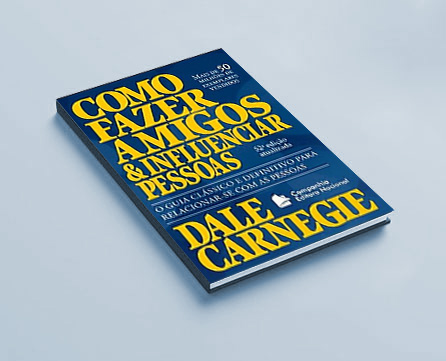 COMO
FAZER
AMIGOS
& INFLUENCIAR
PESSOAS
MAIS DE 50
MILHÕES DE
EXEMPLARES
VENDIDOS
52ª edição
atualizada
O GUIA CLÁSSICO E DEFINITIVO PARA
RELACIONAR-SE COM AS PESSOAS
DALE
CARNEGIE
Companhia
Editora Nacional